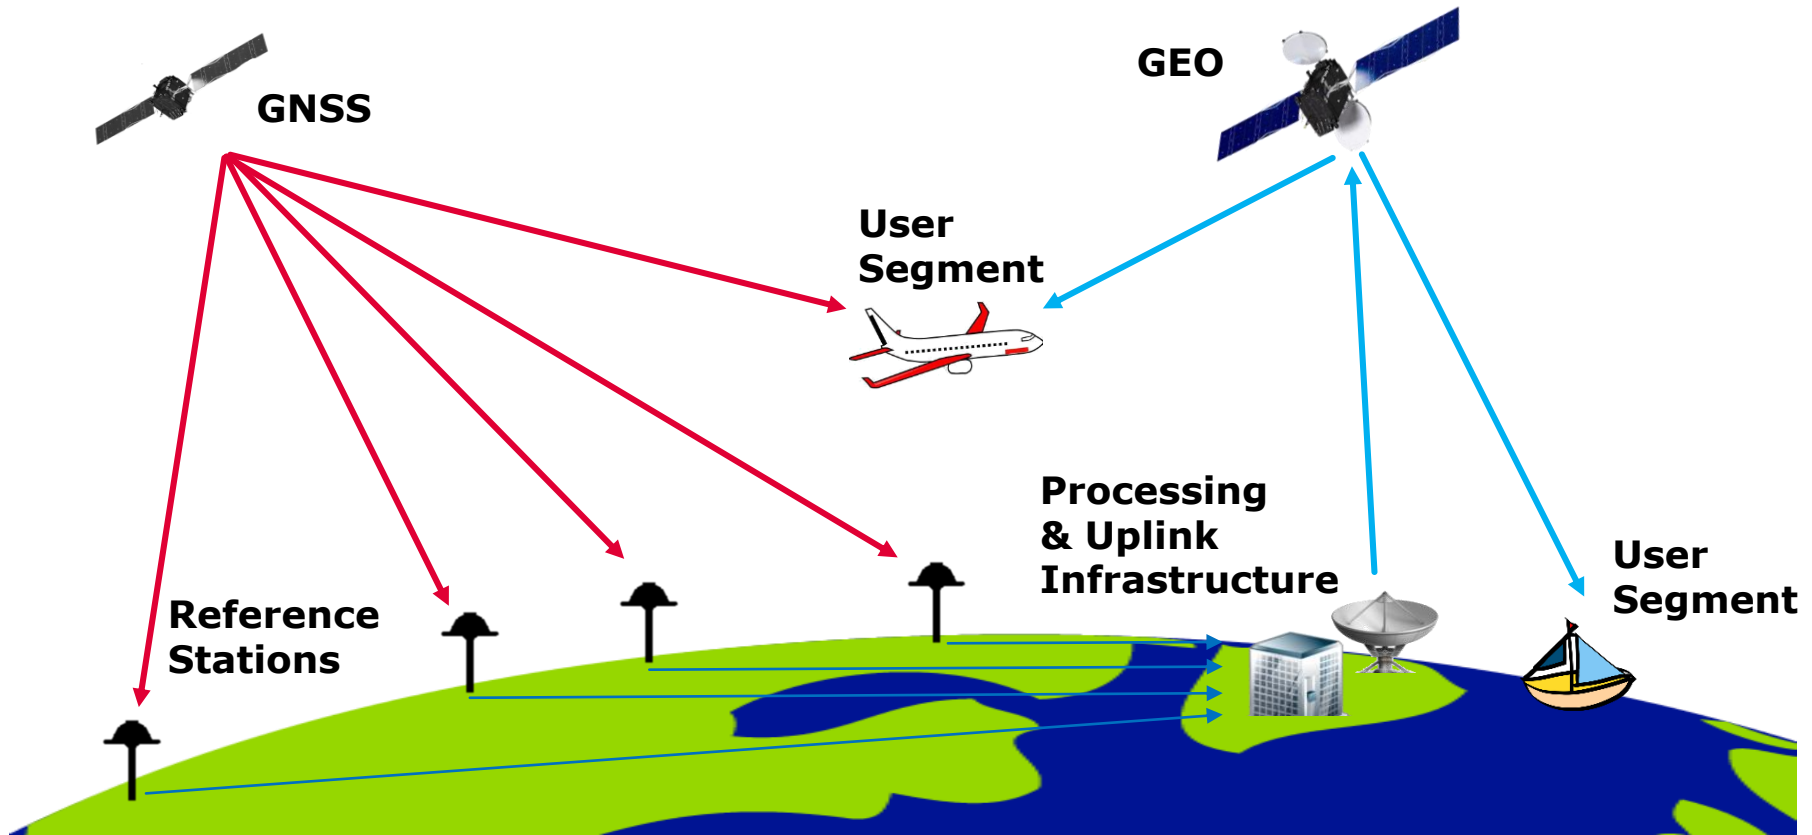 GNSS
GEO
User
Segment
Processing
& Uplink
Infrastructure
User
Segment
Reference
Stations